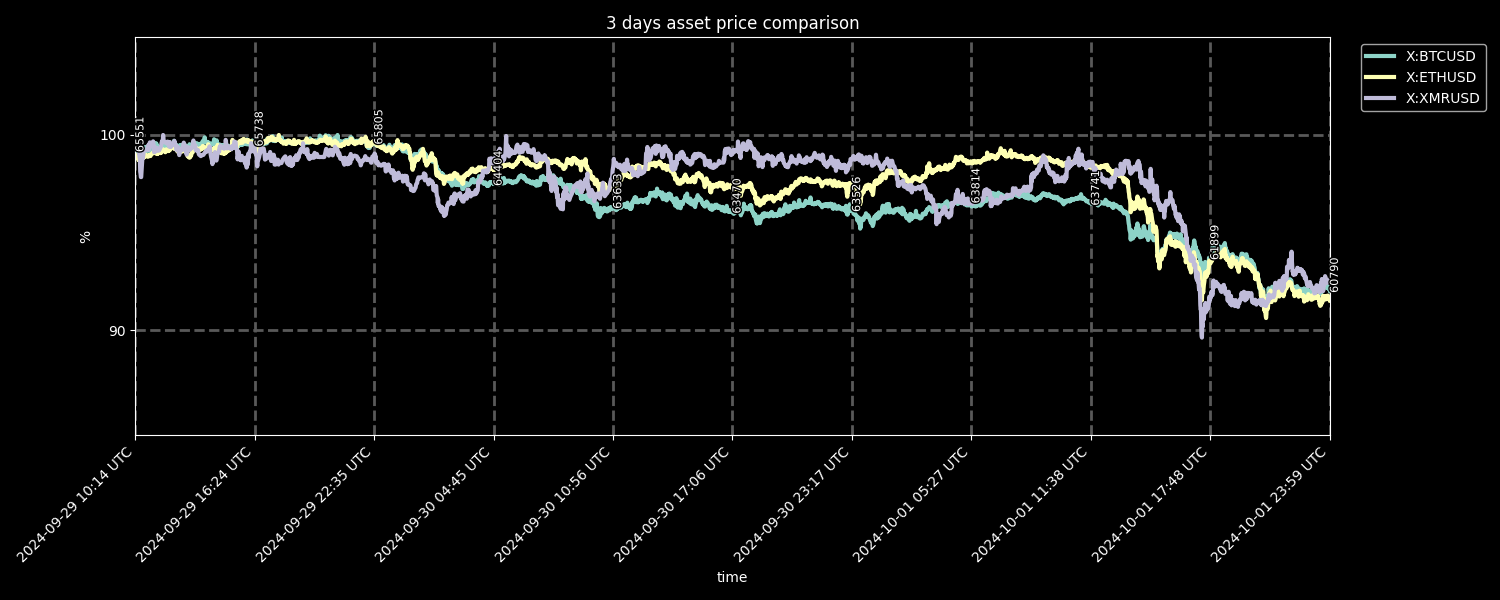 3 days asset price comparison
X:BTCUSD
X:ETHUSD
X:XMRUSD
100
90
%
65551
65738
65805
64404
63633
63470
63526
63814
63741
61899
60790
2024-09-29 10:14 UTC
2024-09-29 16:24 UTC
2024-09-29 22:35 UTC
2024-09-30 04:45 UTC
2024-09-30 10:56 UTC
2024-09-30 17:06 UTC
2024-09-30 23:17 UTC
2024-10-01 05:27 UTC
2024-10-01 11:38 UTC
2024-10-01 17:48 UTC
2024-10-01 23:59 UTC
time